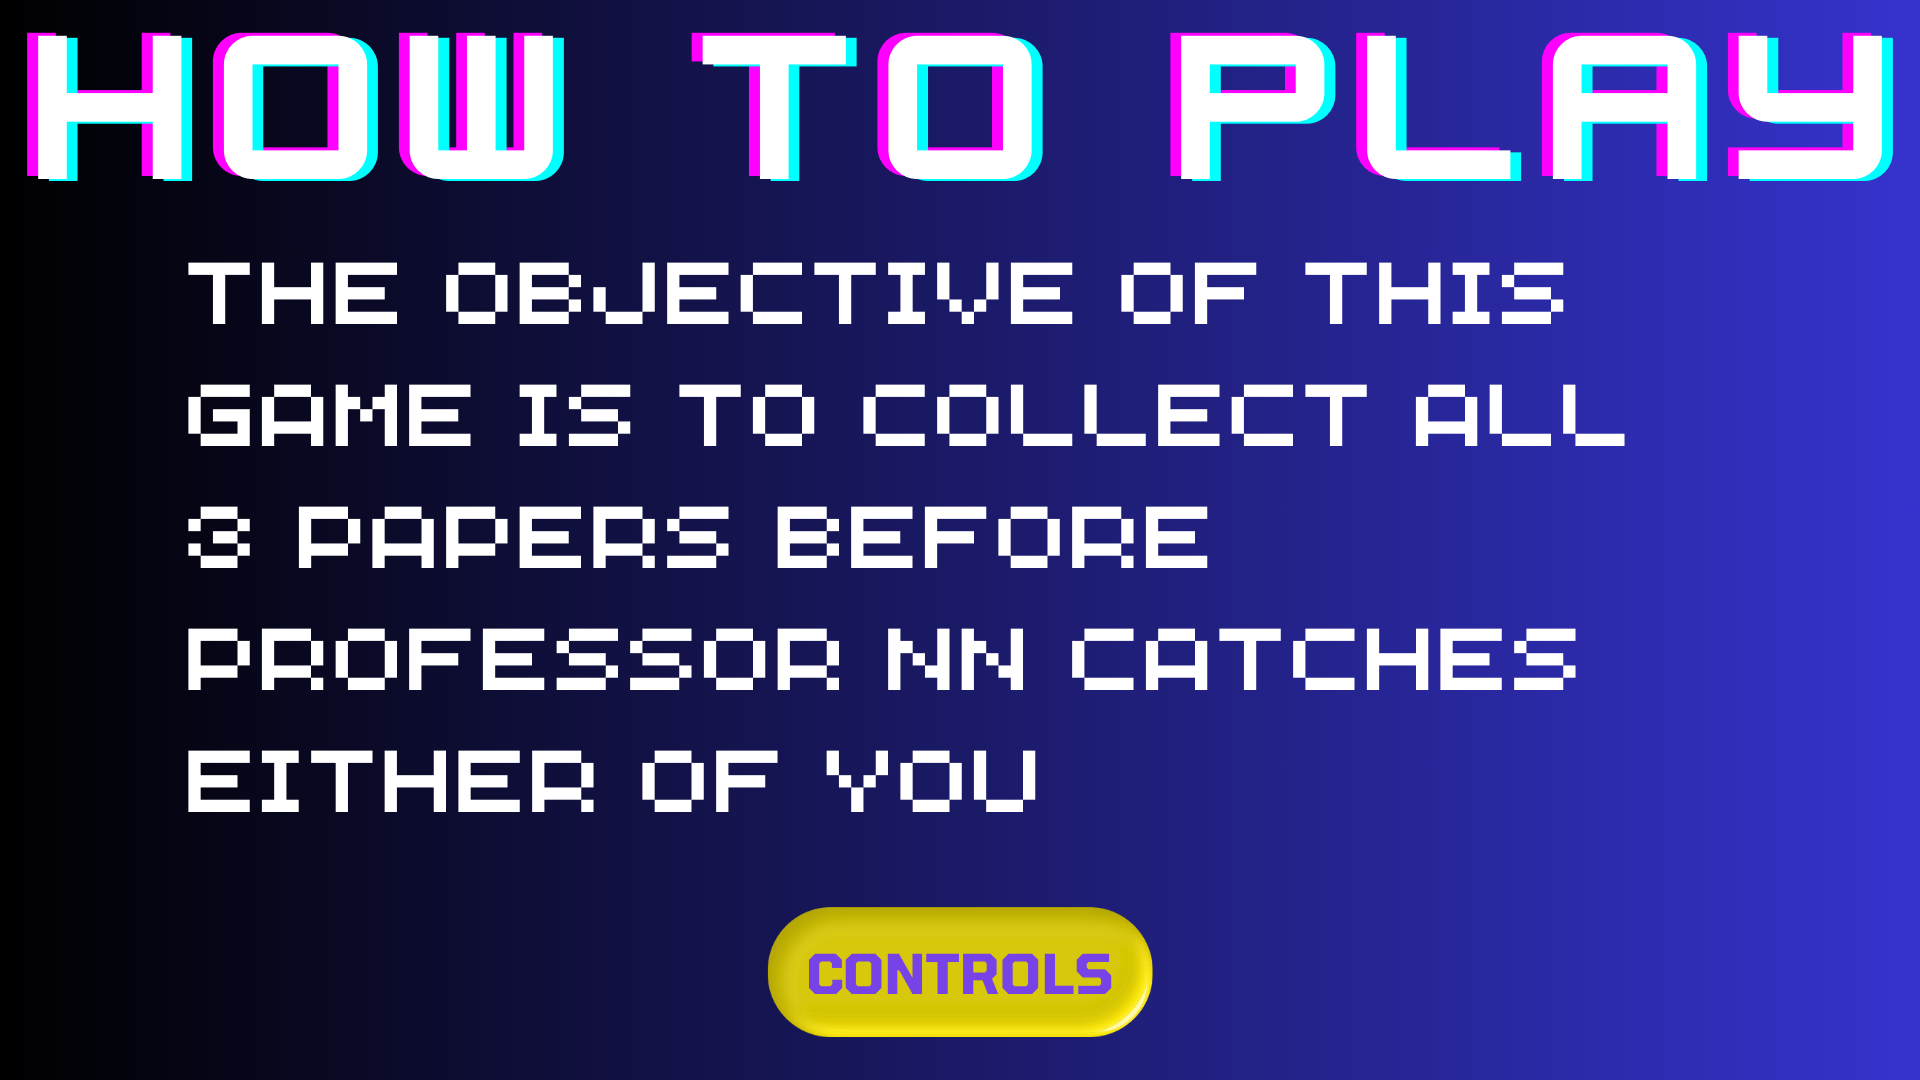 HOW TO PLAY
THE OBJECTIVE OF THIS
GAME IS TO COLLECT ALL
3 PAPERS BEFORE
PROFESSOR NN CATCHES
EITHER OF YOU
CONTROLS